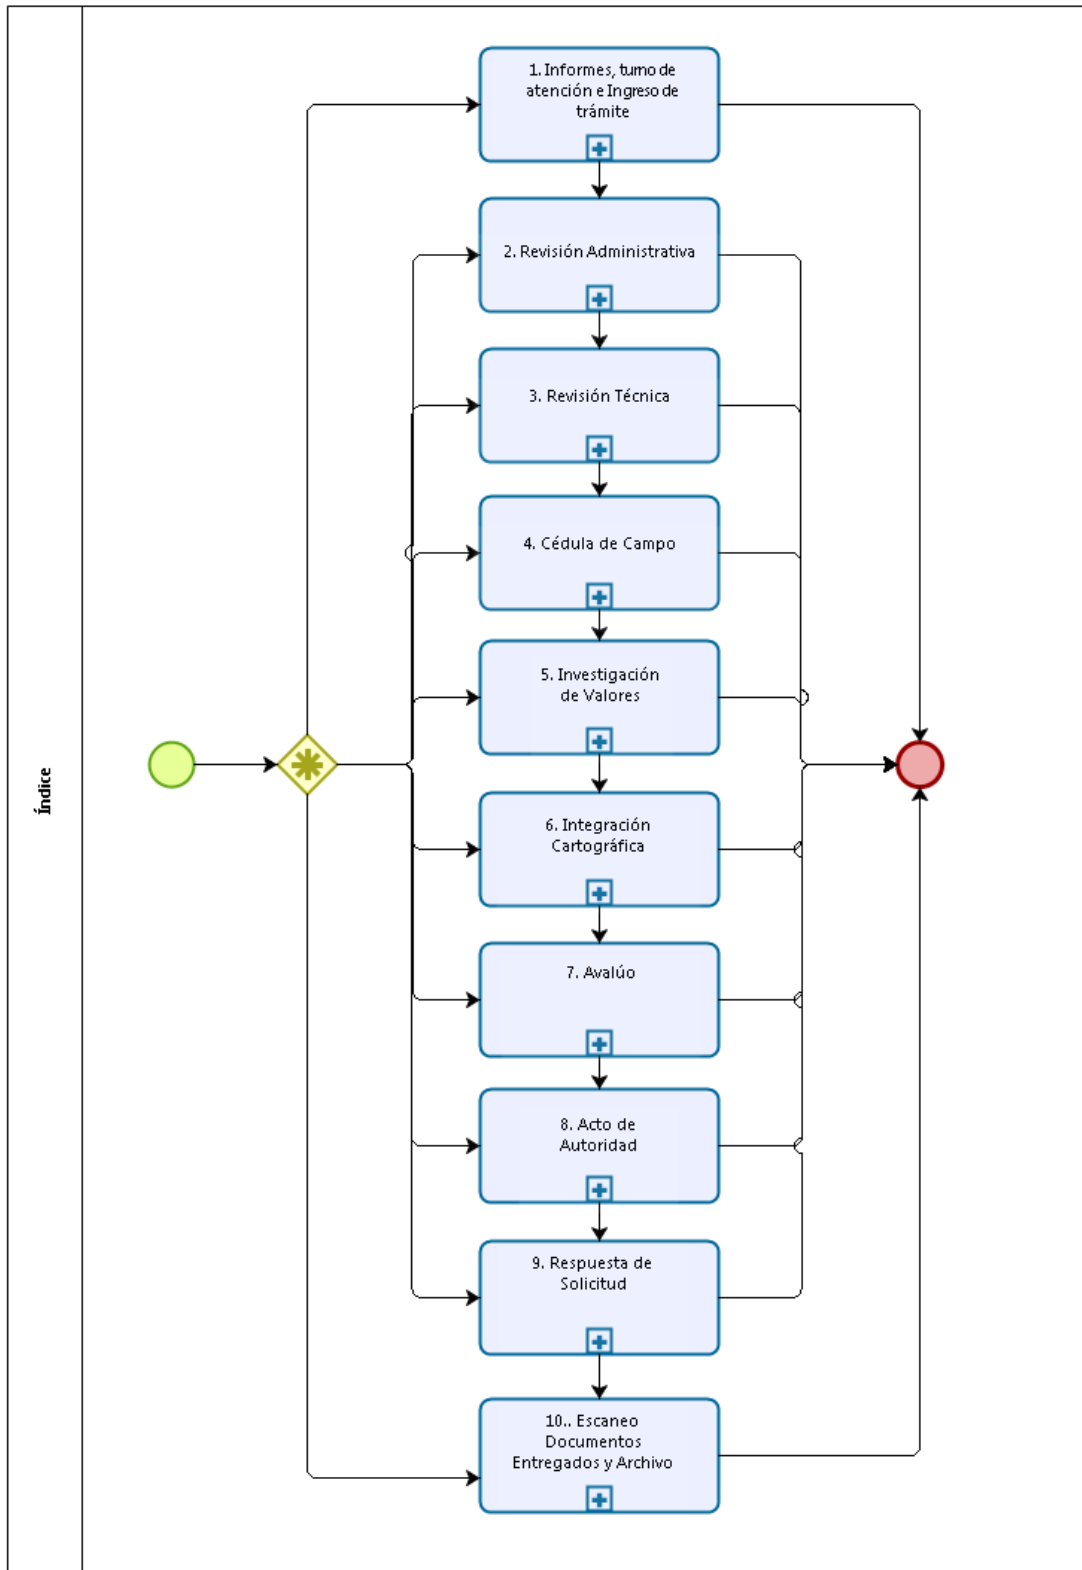 Índice
1. Informes, turno de
atención e Ingreso de
trámite
2. Revisión Administrativa
3. Revisión Técnica
4. Cédula de Campo
5. Investigación
de Valores
6. Integración
Cartográfica
7. Avalúo
8. Acto de
Autoridad
9. Respuesta de
Solicitud
10.. Escaneo
Documentos
Entregados y Archivo